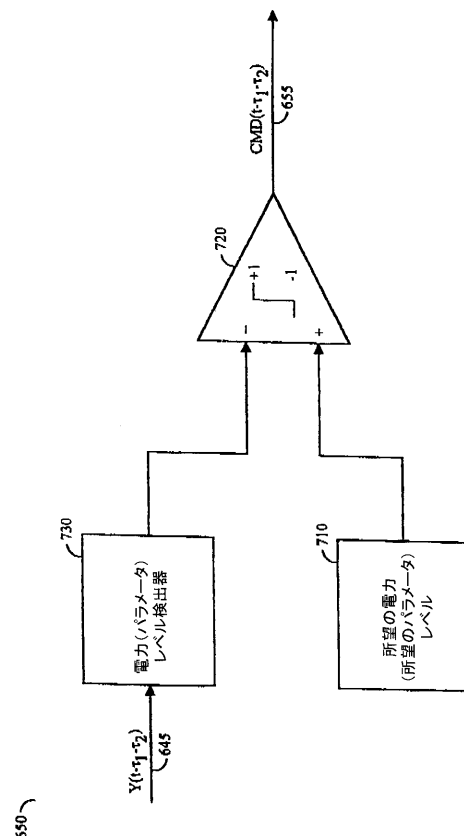 650
Y(t-τ₁-τ₂)
645
730
電力(パラメータ)
レベル検出器
710
所望の電力
(所望のパラメータ)
レベル
720
-
+
+1
-1
CMD(t-τ₁-τ₂)
655